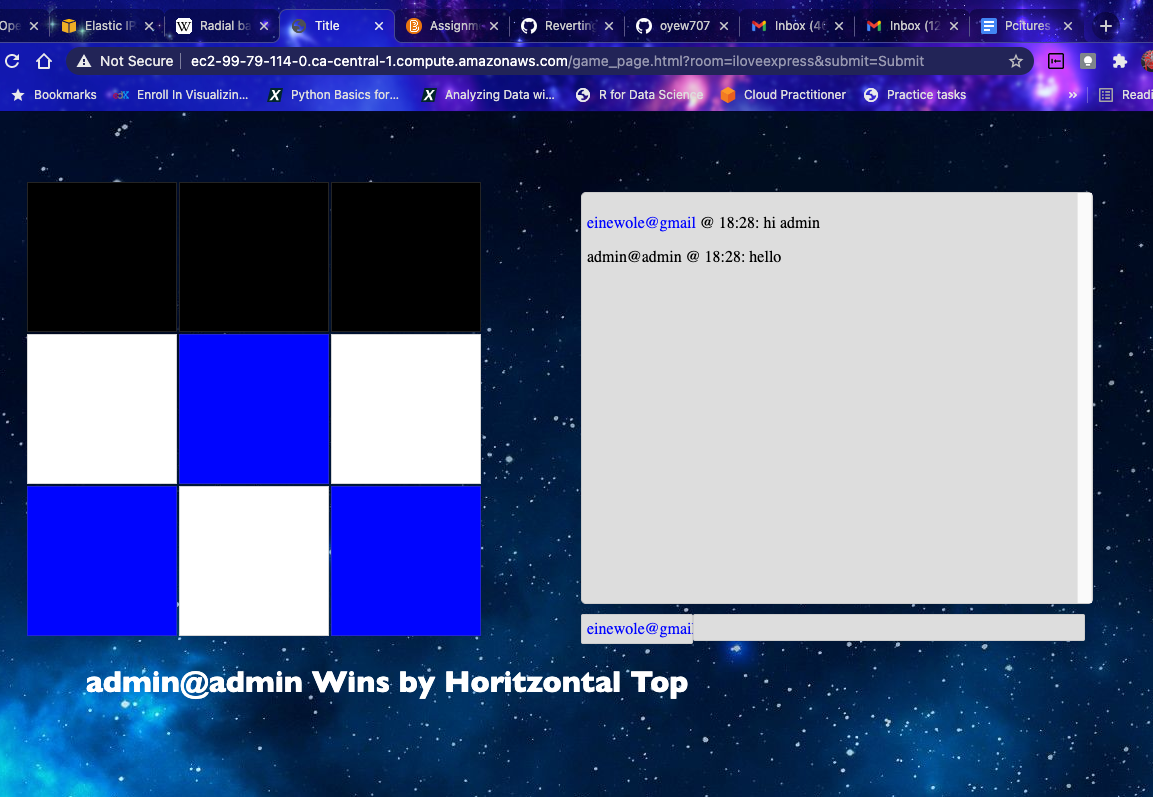 Ope Elastic IP Radial ba Title Assignm Reverting oyew707 Inbox (46 Inbox (12 Pcitures
Not Secure ec2-99-79-114-0.ca-central-1.compute.amazonaws.com/game_page.html?room=iloveexpress&submit=Submit
Bookmarks Enroll In Visualizin... Python Basics for... Analyzing Data wi... R for Data Science Cloud Practitioner Practice tasks » Readi
einewole@gmail @ 18:28: hi admin
admin@admin @ 18:28: hello
einewole@gmail
admin@admin Wins by Horitzontal Top